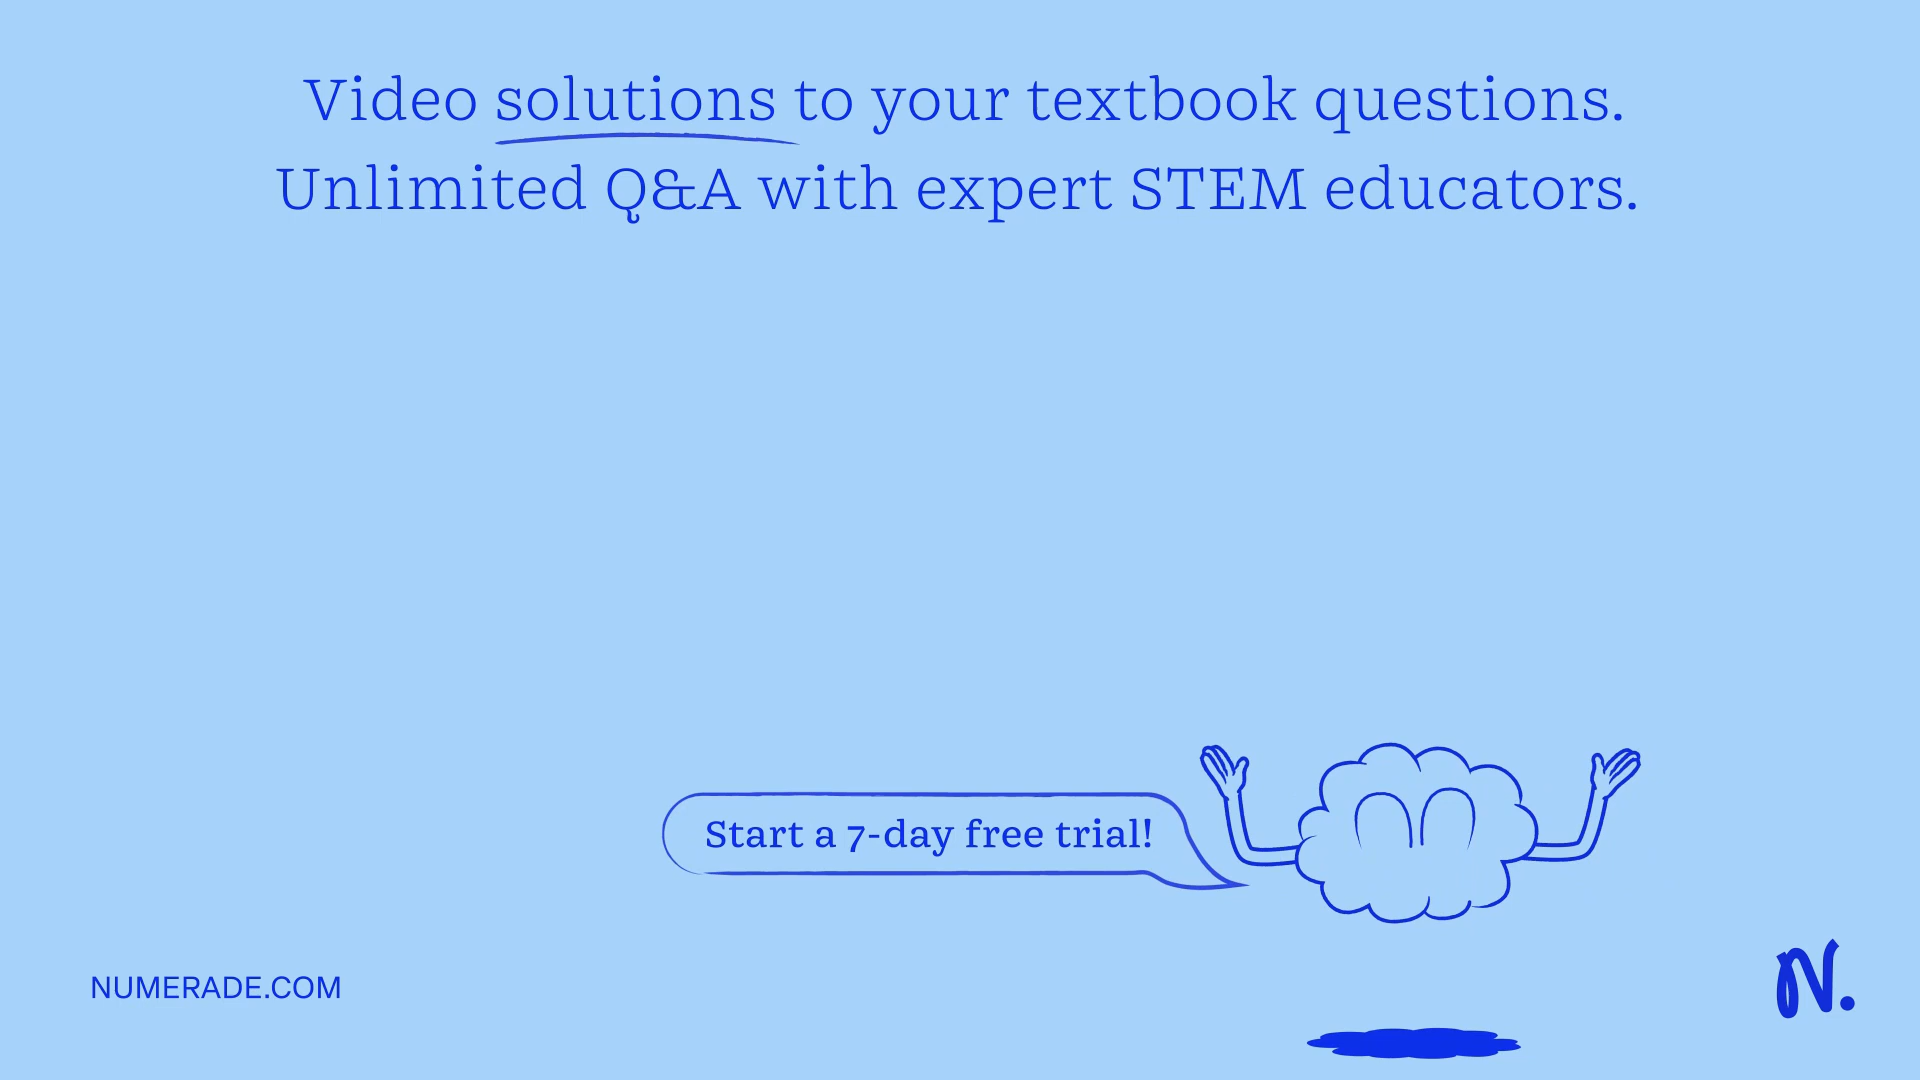 Video solutions to your textbook questions.
Unlimited Q&A with expert STEM educators.
Start a 7-day free trial!
NUMERADE.COM
N.